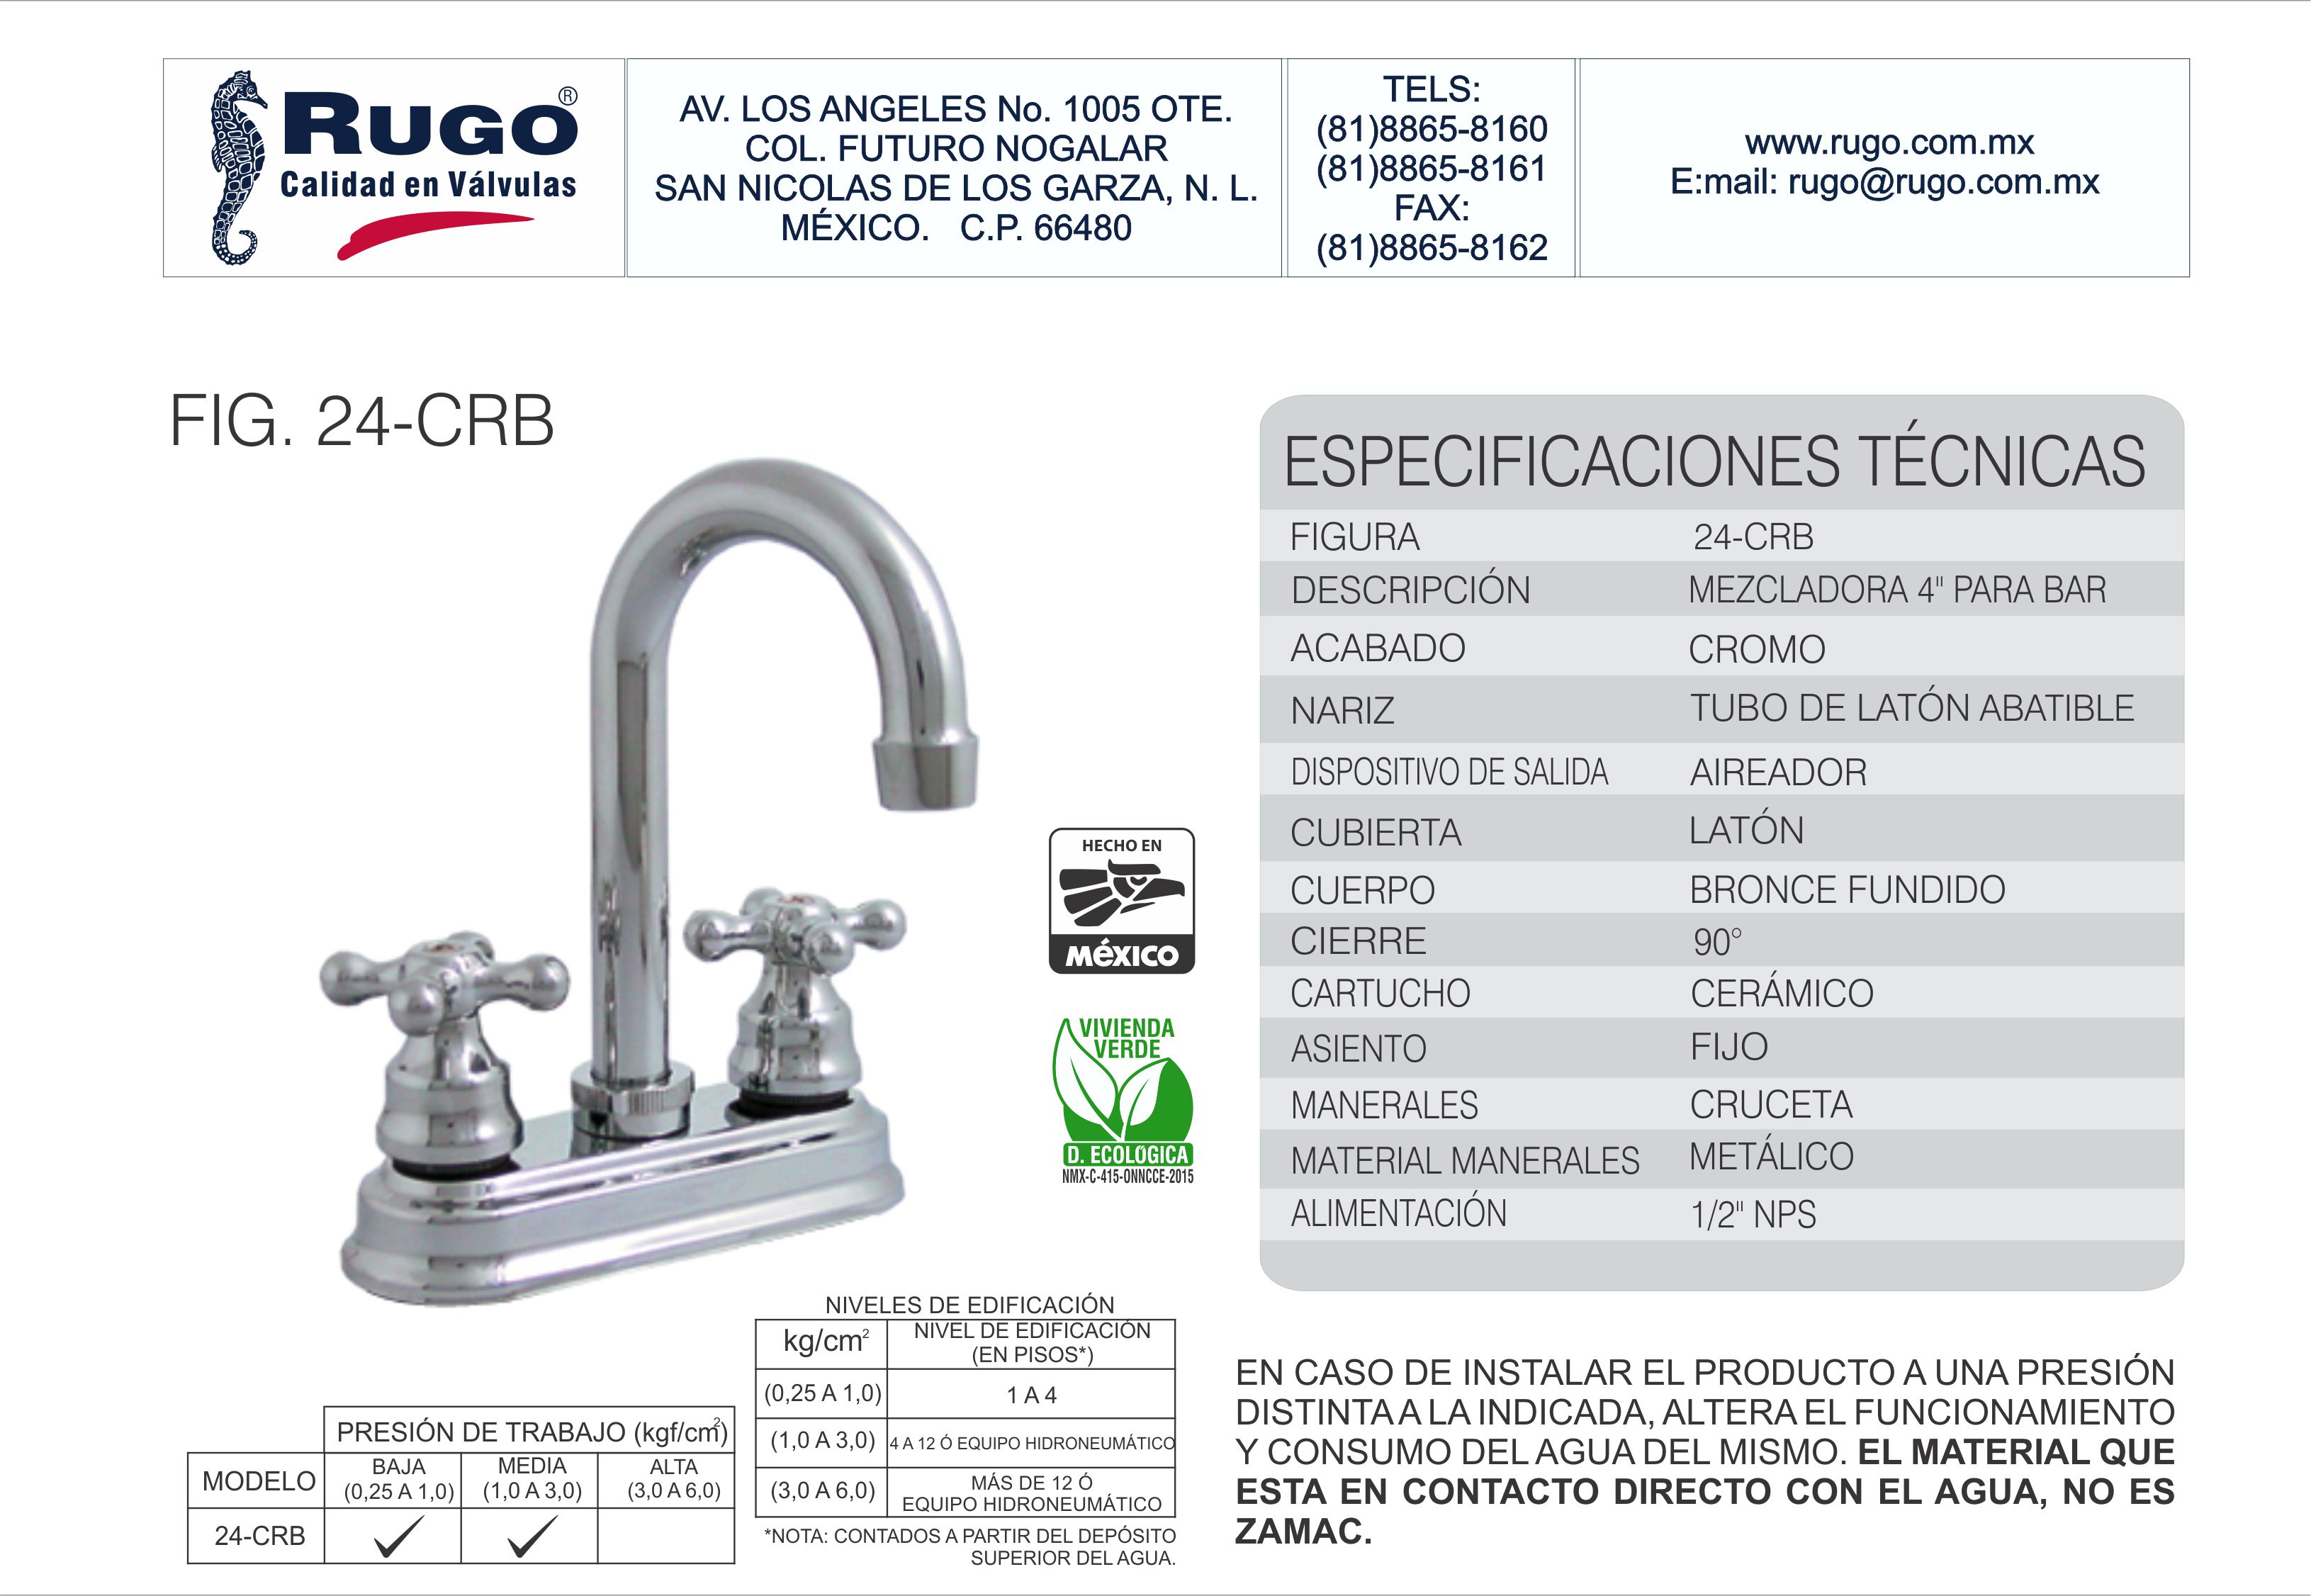 RUGO®
Calidad en Válvulas
AV. LOS ANGELES No. 1005 OTE.
COL. FUTURO NOGALAR
SAN NICOLAS DE LOS GARZA, N. L.
MÉXICO. C.P. 66480
TELS:
(81)8865-8160
(81)8865-8161
FAX:
(81)8865-8162
www.rugo.com.mx
E:mail: rugo@rugo.com.mx
FIG. 24-CRB
HECHO EN
MéXICO
VIVIENDA
VERDE
D. ECOLÓGICA
NMX-C-415-ONNCCE-2015
ESPECIFICACIONES TÉCNICAS
FIGURA 24-CRB
DESCRIPCIÓN MEZCLADORA 4" PARA BAR
ACABADO CROMO
NARIZ TUBO DE LATÓN ABATIBLE
DISPOSITIVO DE SALIDA AIREADOR
CUBIERTA LATÓN
CUERPO BRONCE FUNDIDO
CIERRE 90°
CARTUCHO CERÁMICO
ASIENTO FIJO
MANERALES CRUCETA
MATERIAL MANERALES METÁLICO
ALIMENTACIÓN 1/2" NPS
PRESIÓN DE TRABAJO (kgf/cm²)
MODELO BAJA MEDIA ALTA
(0,25 A 1,0) (1,0 A 3,0) (3,0 A 6,0)
24-CRB ✓ ✓
NIVELES DE EDIFICACIÓN
kg/cm² NIVEL DE EDIFICACIÓN
(EN PISOS*)
(0,25 A 1,0) 1 A 4
(1,0 A 3,0) 4 A 12 Ó EQUIPO HIDRONEUMÁTICO
(3,0 A 6,0) MÁS DE 12 Ó
EQUIPO HIDRONEUMÁTICO
*NOTA: CONTADOS A PARTIR DEL DEPÓSITO
SUPERIOR DEL AGUA.
EN CASO DE INSTALAR EL PRODUCTO A UNA PRESIÓN
DISTINTA A LA INDICADA, ALTERA EL FUNCIONAMIENTO
Y CONSUMO DEL AGUA DEL MISMO. EL MATERIAL QUE
ESTA EN CONTACTO DIRECTO CON EL AGUA, NO ES
ZAMAC.